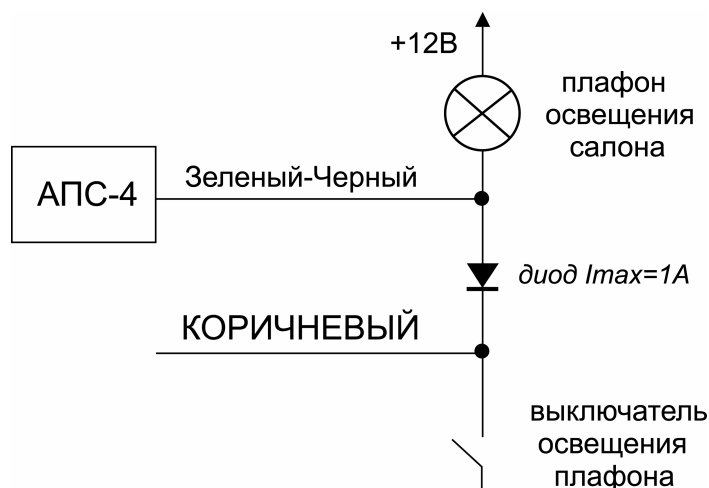 +12В
плафон
освещения
салона
АПС-4
Зеленый-Черный
диод Imax=1А
КОРИЧНЕВЫЙ
выключатель
освещения
плафона